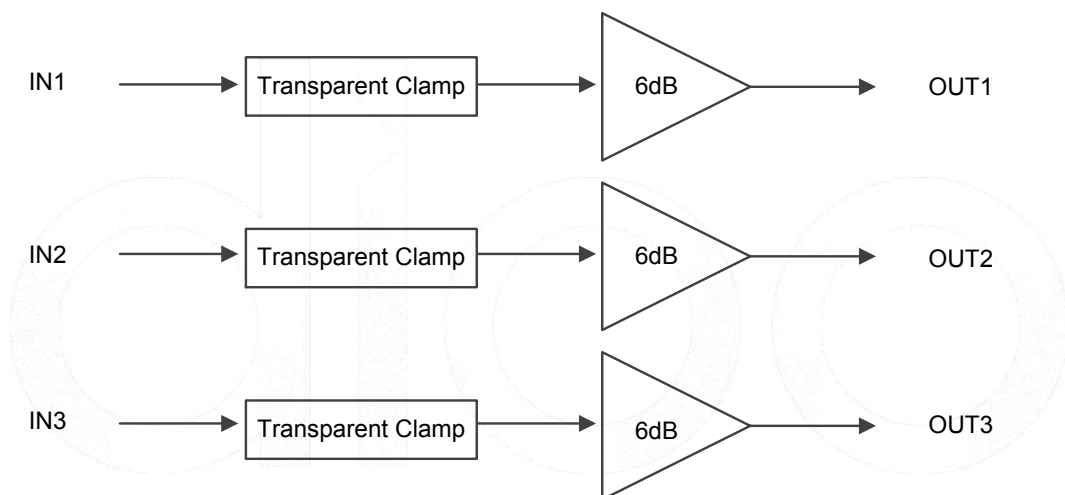 IN1 Transparent Clamp 6dB OUT1
IN2 Transparent Clamp 6dB OUT2
IN3 Transparent Clamp 6dB OUT3